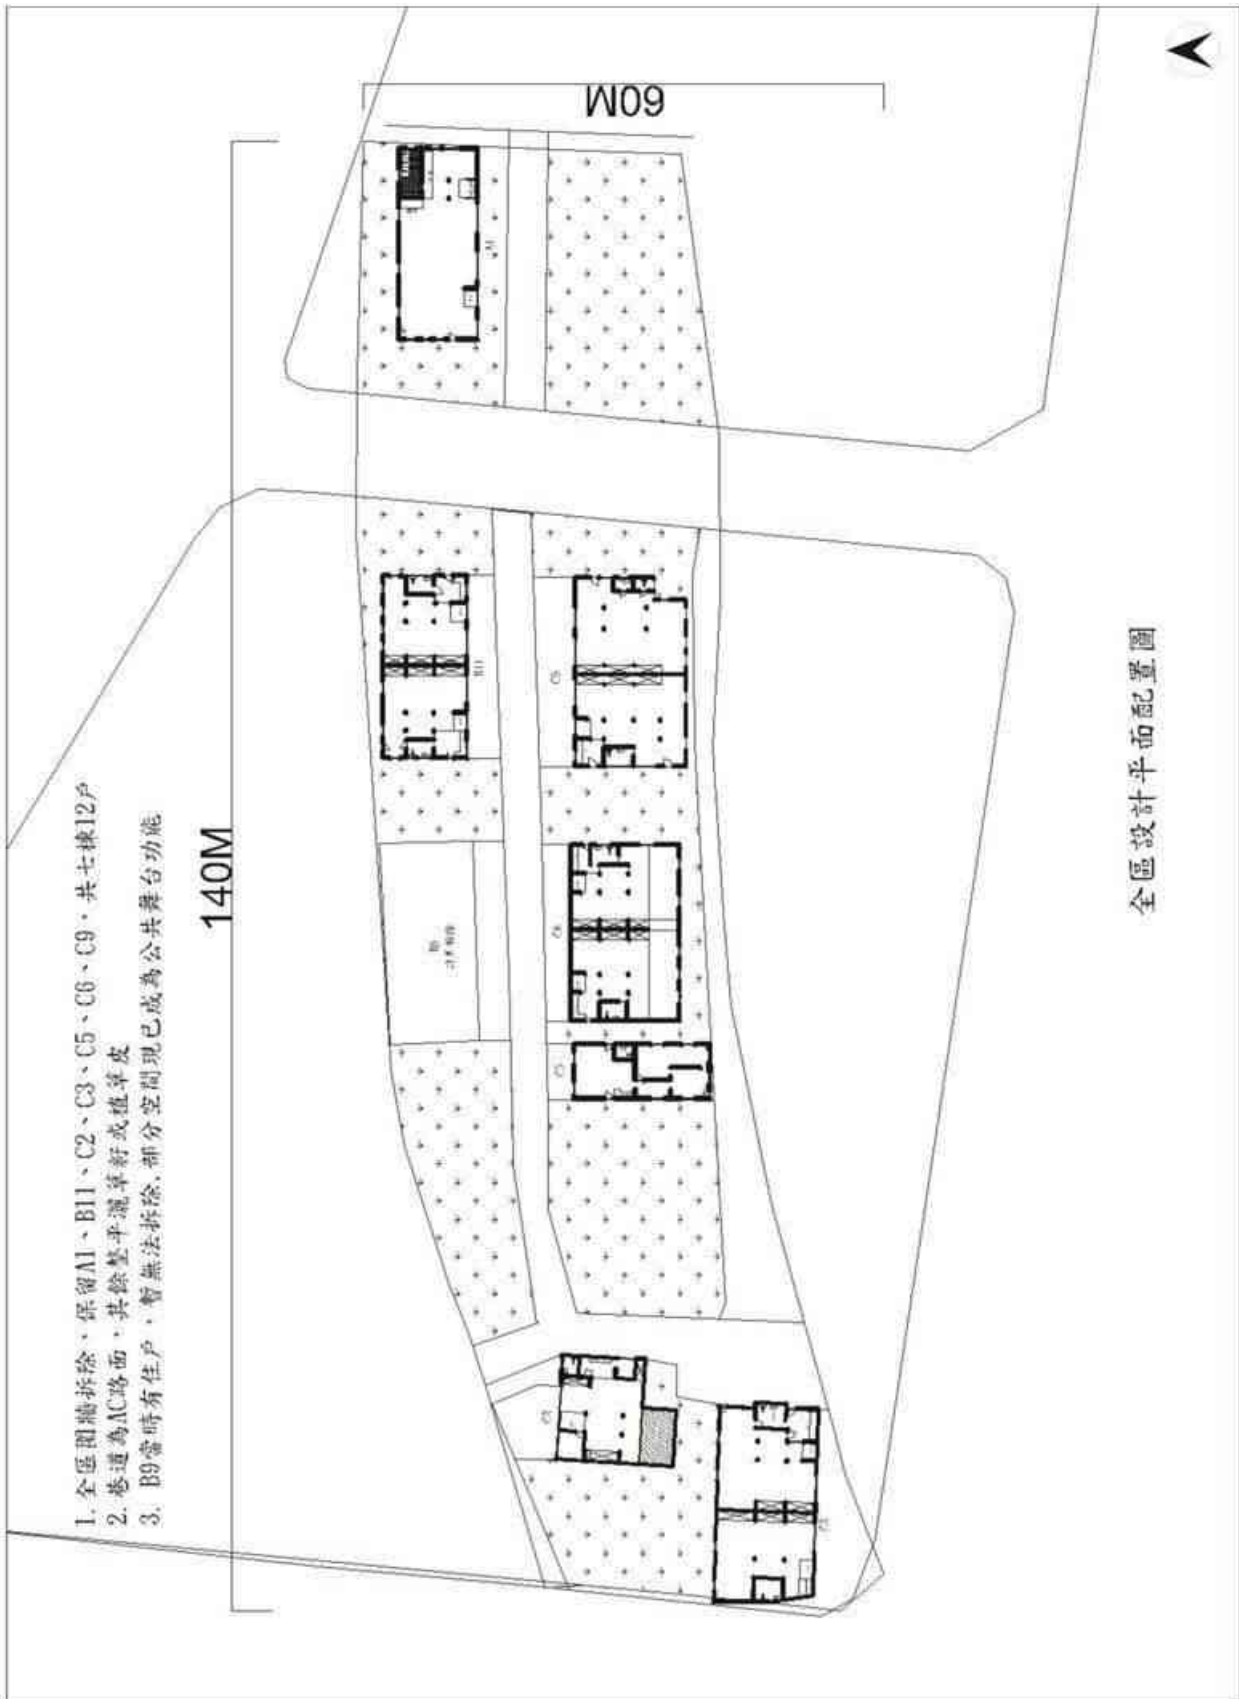 1. 全區圍牆拆除，保留A1、B11、C2、C3、C5、C6、C9，共七棟12戶
2. 巷道為AC路面，其餘整平灑草籽或植草皮
3. B9當時有住戶，暫無法拆除,部分空間現已成為公共舞台功能
140M
60M
A1
B11
C9
全區設計平面配置圖